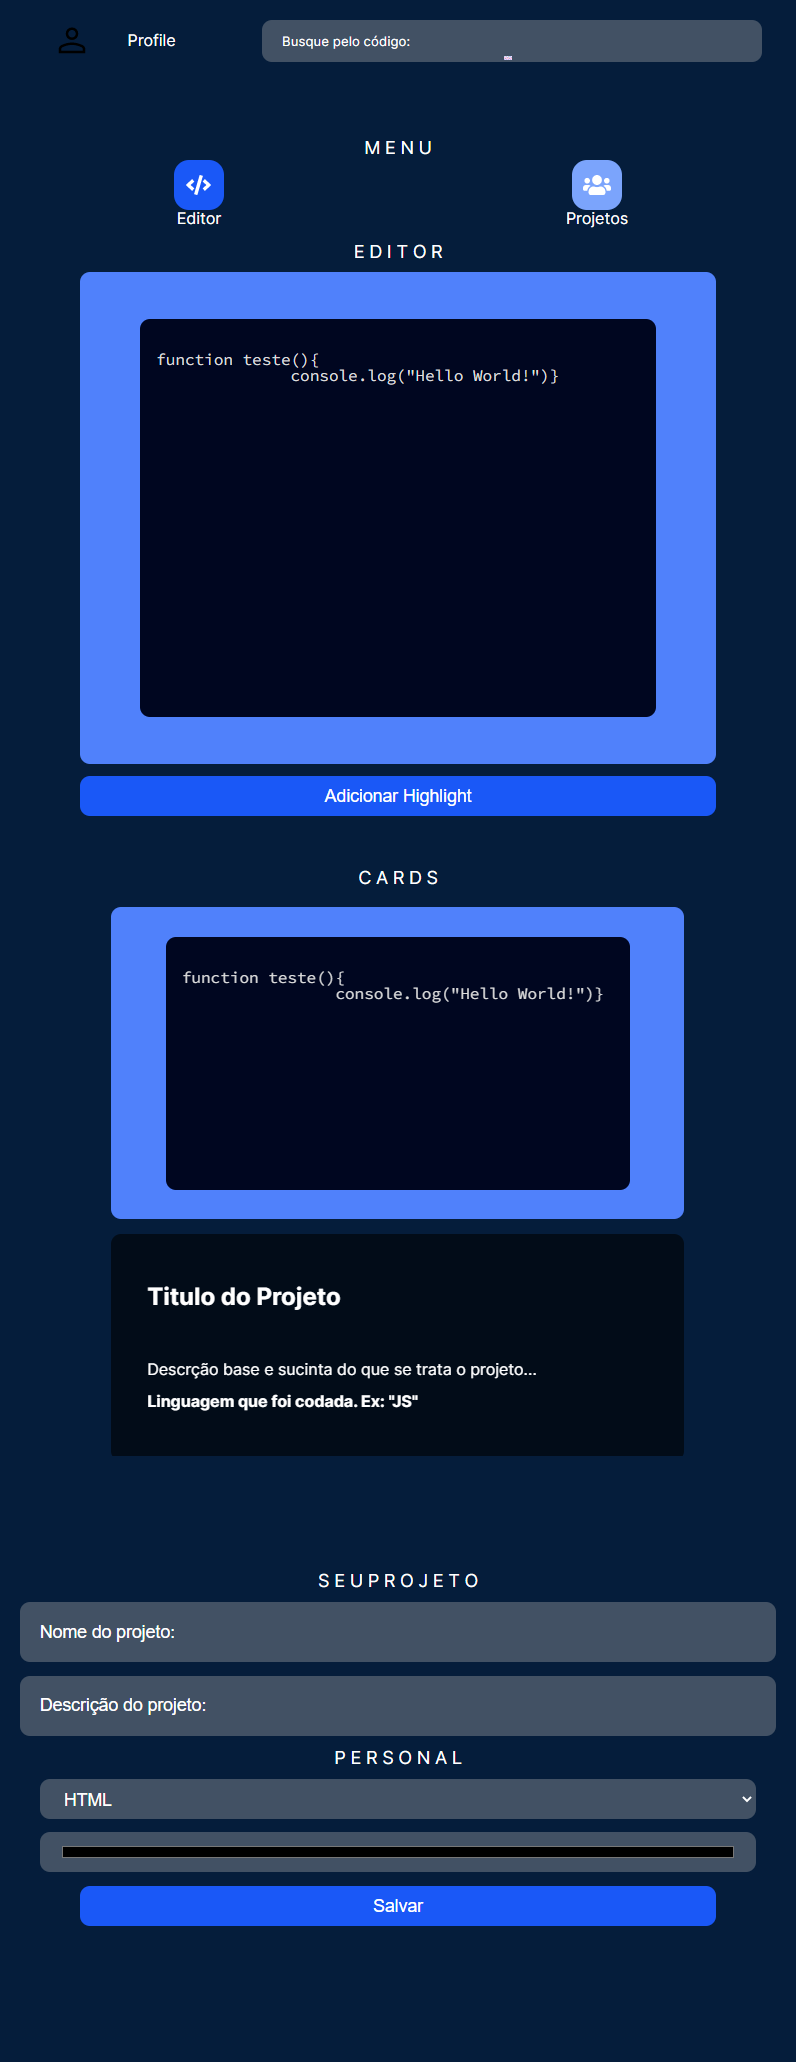 Profile
Busque pelo código:
MENU
Editor
Projetos
EDITOR
function teste(){
console.log("Hello World!")}
Adicionar Highlight
CARDS
function teste(){
console.log("Hello World!")}
Titulo do Projeto
Descrção base e sucinta do que se trata o projeto...
Linguagem que foi codada. Ex: "JS"
SEUPROJETO
Nome do projeto:
Descrição do projeto:
PERSONAL
HTML
Salvar